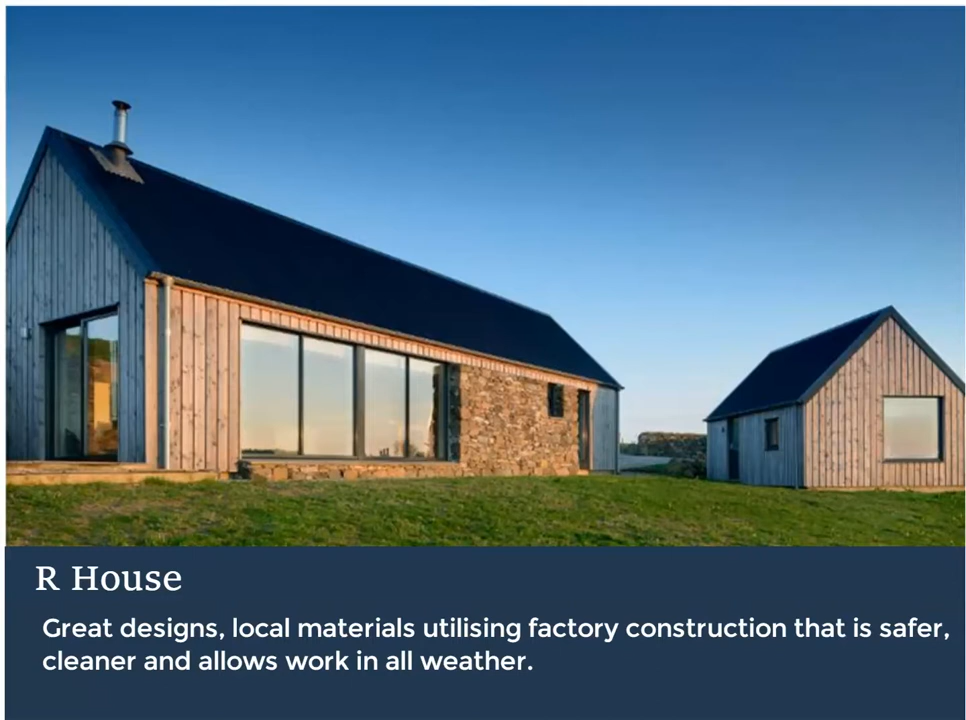 R House
Great designs, local materials utilising factory construction that is safer,
cleaner and allows work in all weather.